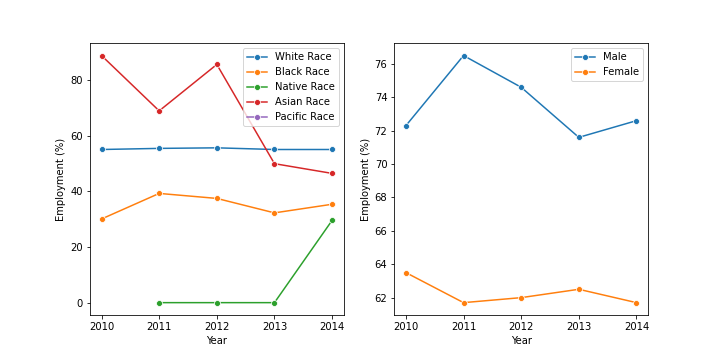 White Race
Black Race
Native Race
Asian Race
Pacific Race
80
60
40
20
0
Employment (%)
2010 2011 2012 2013 2014
Year
Male
Female
76
74
72
70
68
66
64
62
Employment (%)
2010 2011 2012 2013 2014
Year